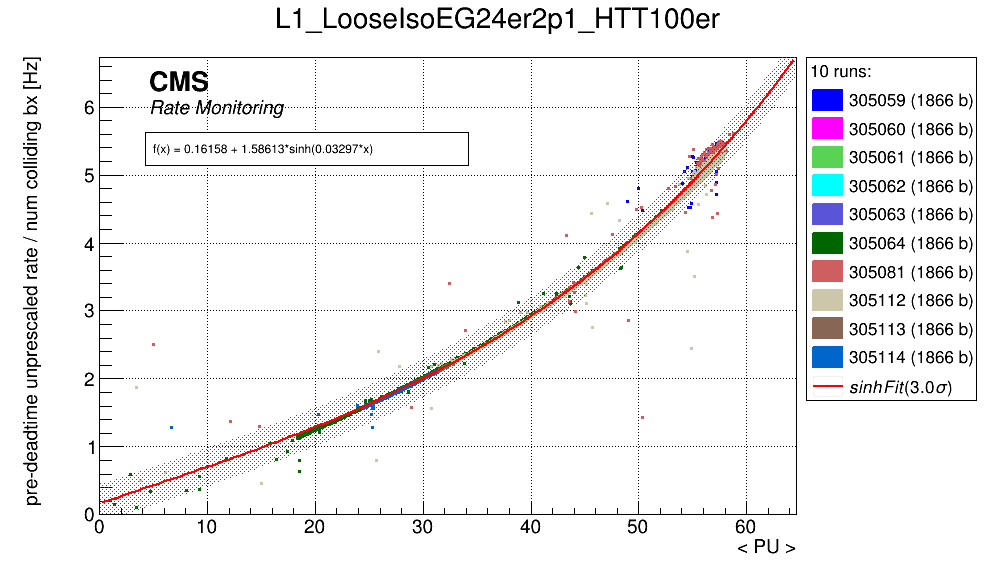 L1_LooseIsoEG24er2p1_HTT100er
pre-deadtime unprescaled rate / num colliding bx [Hz]
CMS
Rate Monitoring
f(x) = 0.16158 + 1.58613*sinh(0.03297*x)
6
5
4
3
2
1
0
0 10 20 30 40 50 60
< PU >
10 runs:
305059 (1866 b)
305060 (1866 b)
305061 (1866 b)
305062 (1866 b)
305063 (1866 b)
305064 (1866 b)
305081 (1866 b)
305112 (1866 b)
305113 (1866 b)
305114 (1866 b)
sinhFit(3.0σ)